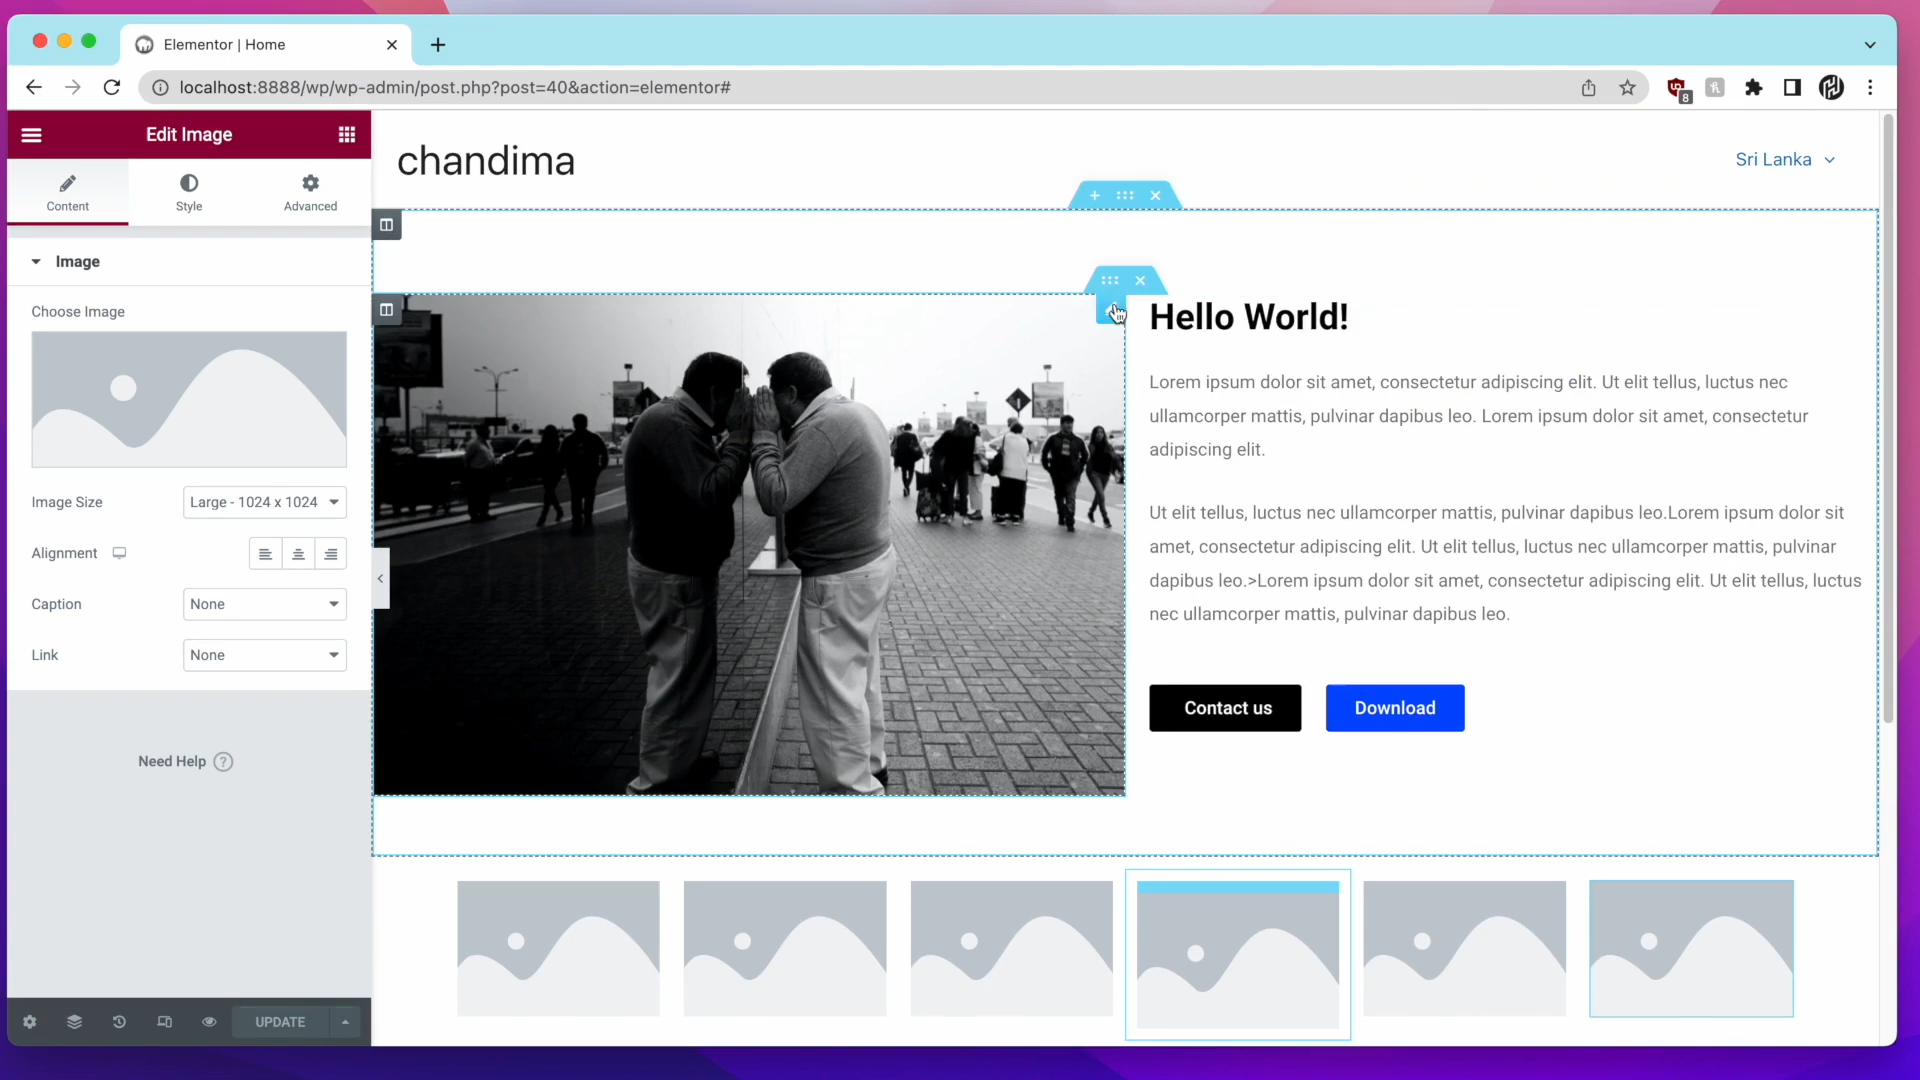 Elementor | Home
localhost:8888/wp/wp-admin/post.php?post=40&action=elementor#
8
Edit Image
Content
Style
Advanced
Image
Choose Image
Image Size
Large - 1024 x 1024
Alignment
Caption
None
Link
None
Need Help ?
UPDATE
chandima
Sri Lanka
Hello World!
Lorem ipsum dolor sit amet, consectetur adipiscing elit. Ut elit tellus, luctus nec
ullamcorper mattis, pulvinar dapibus leo. Lorem ipsum dolor sit amet, consectetur
adipiscing elit.
Ut elit tellus, luctus nec ullamcorper mattis, pulvinar dapibus leo.Lorem ipsum dolor sit
amet, consectetur adipiscing elit. Ut elit tellus, luctus nec ullamcorper mattis, pulvinar
dapibus leo.>Lorem ipsum dolor sit amet, consectetur adipiscing elit. Ut elit tellus, luctus
nec ullamcorper mattis, pulvinar dapibus leo.
Contact us
Download